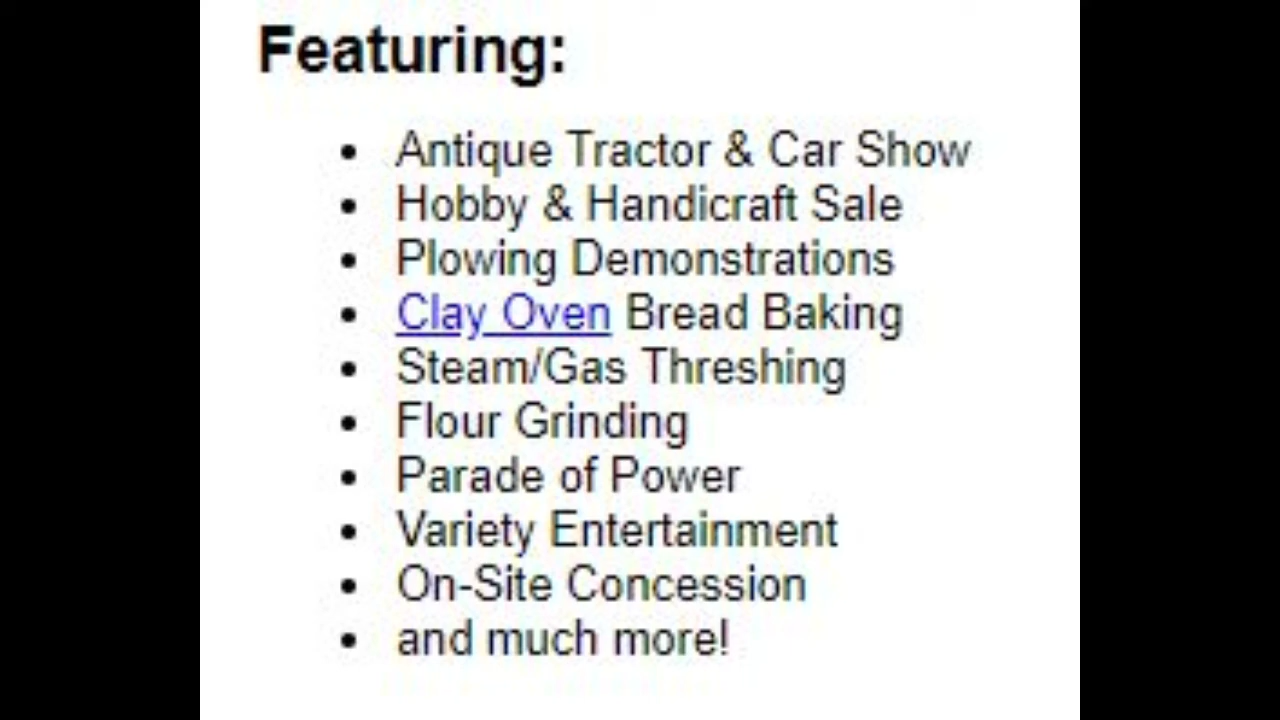 Featuring:
• Antique Tractor & Car Show
• Hobby & Handicraft Sale
• Plowing Demonstrations
• Clay Oven Bread Baking
• Steam/Gas Threshing
• Flour Grinding
• Parade of Power
• Variety Entertainment
• On-Site Concession
• and much more!